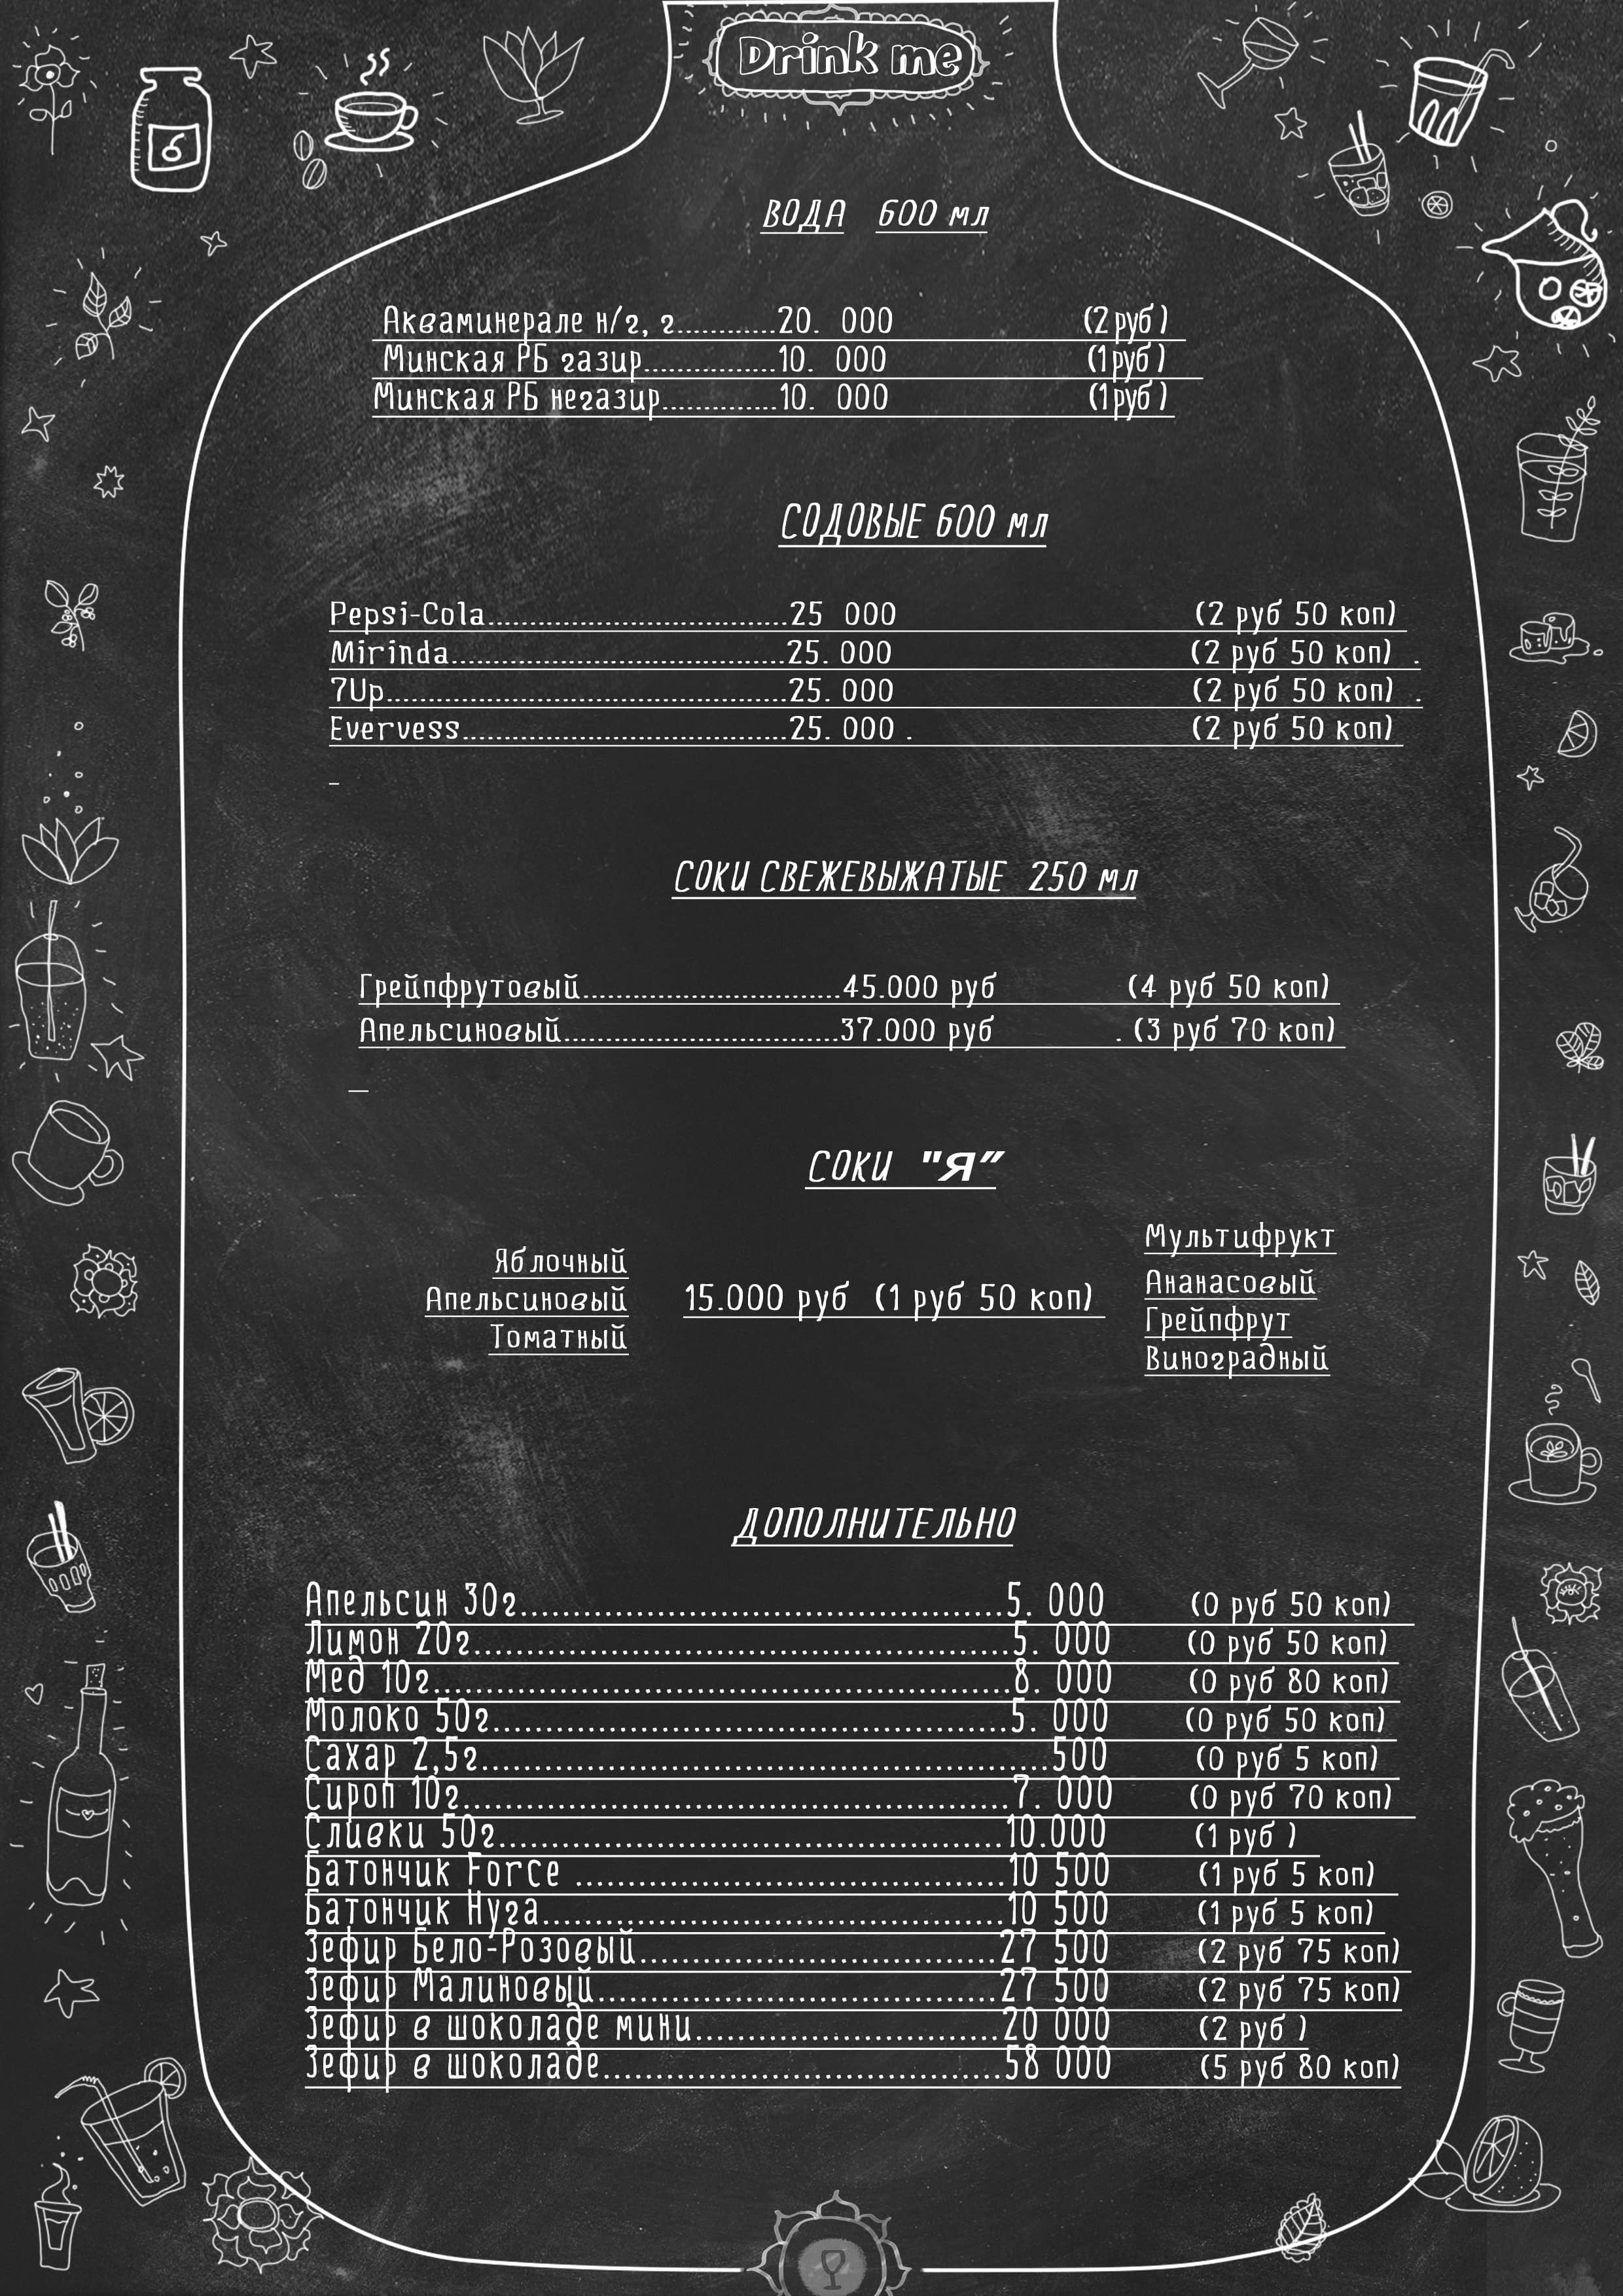 Drink me
ВОДА 600 мл
Аквaминерале н/г, г............20. 000 (2руб)
Минская РБ газир................10. 000 (1руб)
Минская РБ негазир..............10. 000 (1руб)
СОДОВЫЕ 600 мл
Pepsi-Cola....................................25 000 (2 руб 50 коп)
Mirinda........................................25. 000 (2 руб 50 коп) .
7Up................................................25. 000 (2 руб 50 коп) .
Evervess.......................................25. 000 . (2 руб 50 коп)
СОКИ СВЕЖЕВЫЖАТЫЕ 250 мл
Грейпфрутовый...............................45.000 руб (4 руб 50 коп)
Апельсиновый.................................37.000 руб . (3 руб 70 коп)
СОКИ "Я"
Яблочный
Апельсиновый
Томатный
15.000 руб (1 руб 50 коп)
Мультифрукт
Ананасовый
Грейпфрут
Виноградный
ДОПОЛНИТЕЛЬНО
Апельсин 30г................................................5. 000 (0 руб 50 коп)
Лимон 20г.....................................................5. 000 (0 руб 50 коп)
Мед 10г.........................................................8. 000 (0 руб 80 коп)
Молоко 50г...................................................5. 000 (0 руб 50 коп)
Сахар 2,5г........................................................500 (0 руб 5 коп)
Сироп 10г......................................................7. 000 (0 руб 70 коп)
Сливки 50г..................................................10.000 (1 руб )
Батончик Force ..........................................10 500 (1 руб 5 коп)
Батончик Нуга..............................................10 500 (1 руб 5 коп)
Зефир Бело-Розовый...................................27 500 (2 руб 75 коп)
Зефир Малиновый.......................................27 500 (2 руб 75 коп)
Зефир в шоколаде мини..............................20 000 (2 руб )
Зефир в шоколаде.......................................58 000 (5 руб 80 коп)